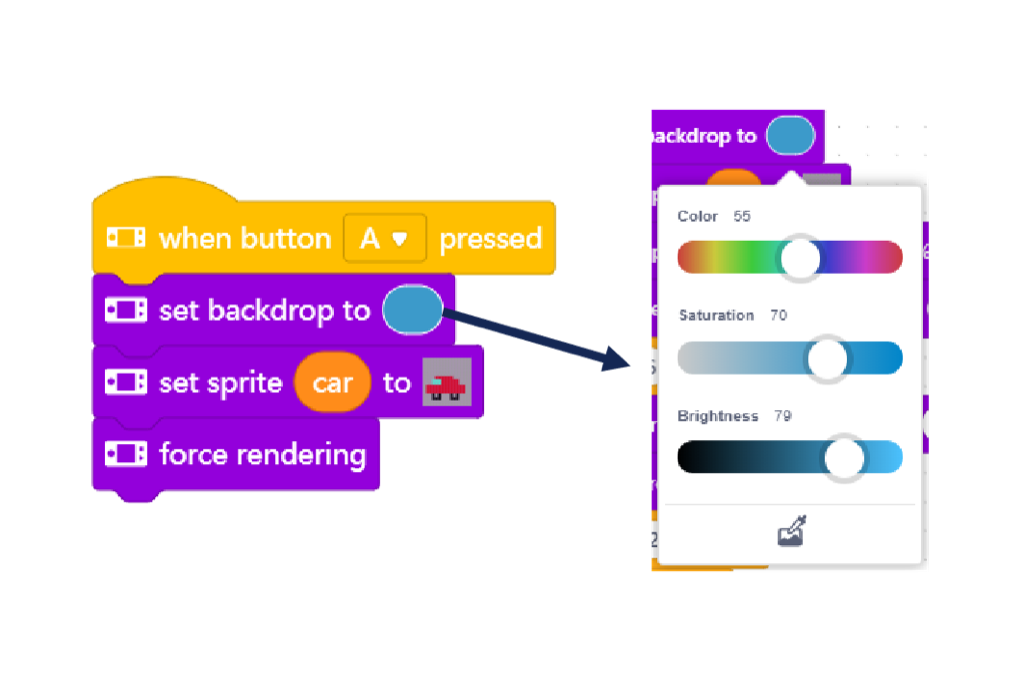 when button A pressed
set backdrop to
set sprite car to
force rendering
backdrop to
Color 55
Saturation 70
Brightness 79